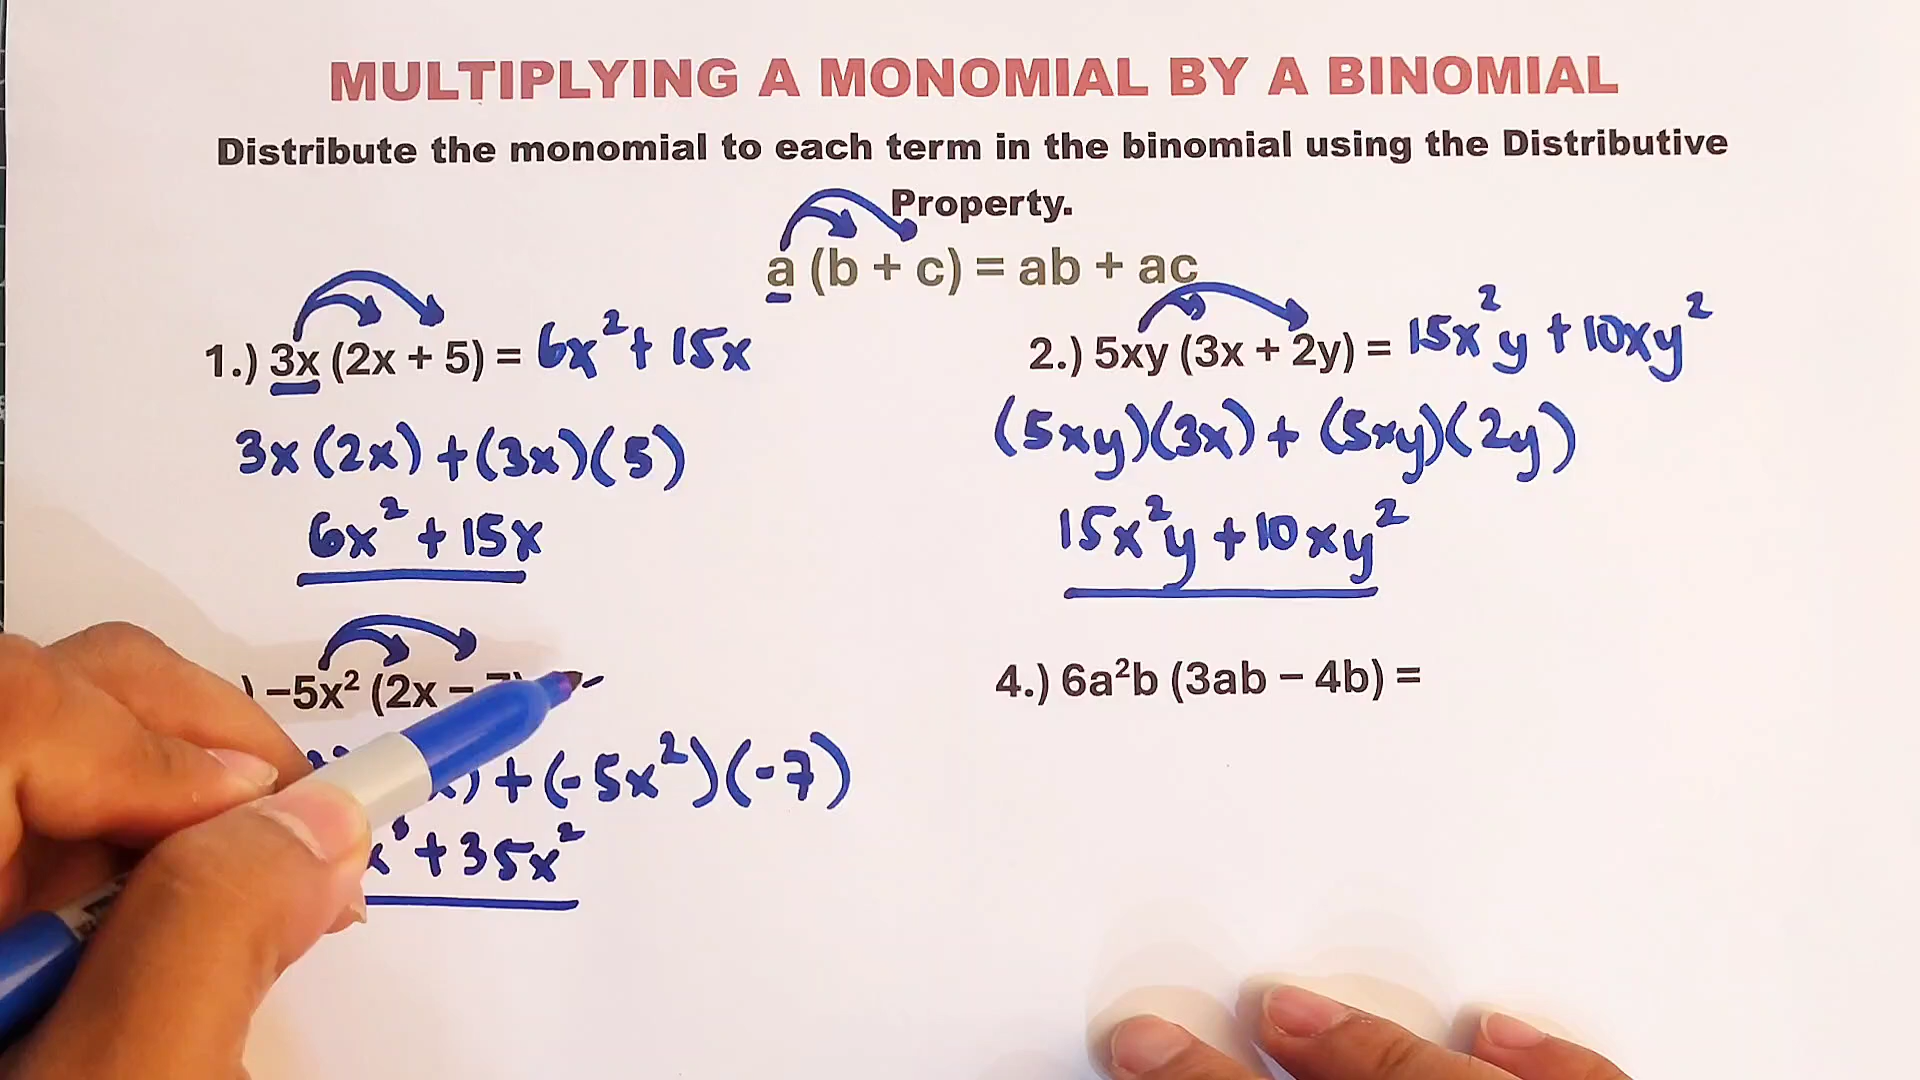 MULTIPLYING A MONOMIAL BY A BINOMIAL
Distribute the monomial to each term in the binomial using the Distributive
Property.
a (b + c) = ab + ac
1.) 3x (2x + 5) = 6x² + 15x
3x (2x) + (3x)(5)
6x² + 15x
2.) 5xy (3x + 2y) = 15x²y + 10xy²
(5xy)(3x) + (5xy)(2y)
15x²y + 10xy²
) −5x² (2x −
) + (-5x²)(-7)
+ 35x²
4.) 6a²b (3ab − 4b) =